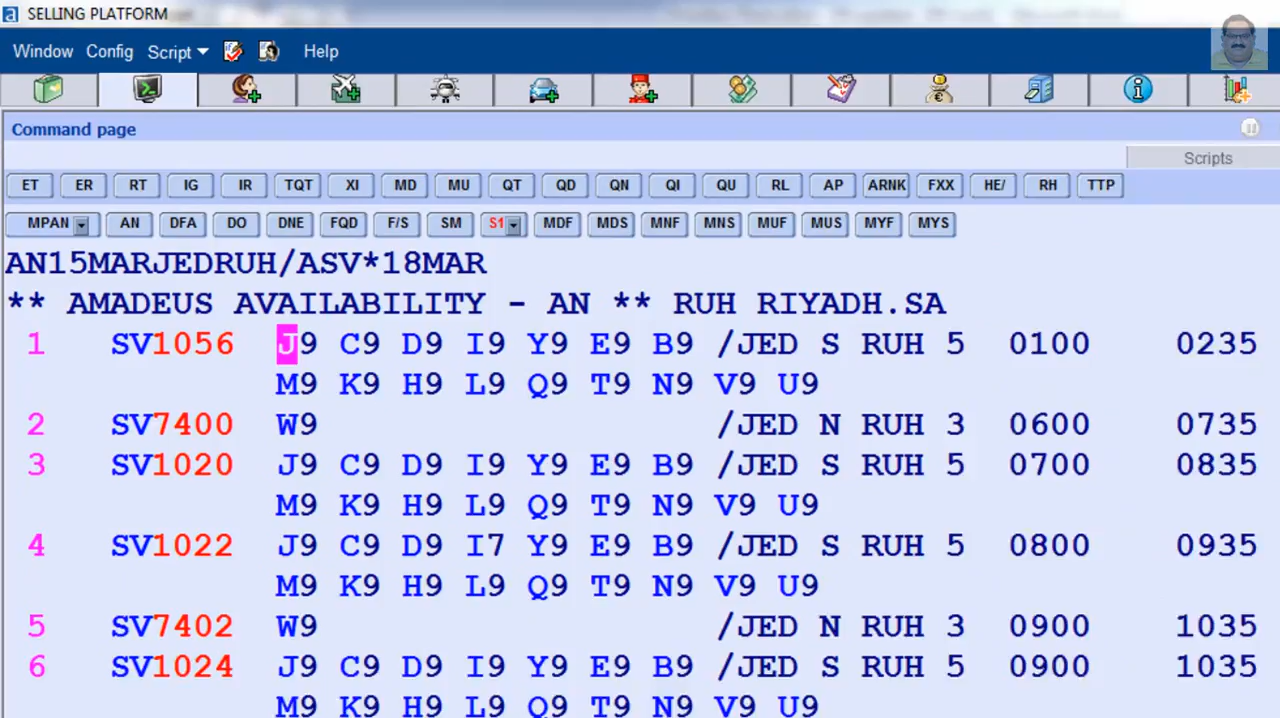 a SELLING PLATFORM
Window Config Script Help
Command page
Scripts
ET ER RT IG IR TQT XI MD MU QT QD QN QI QU RL AP ARNK FXX HE/ RH TTP
MPAN AN DFA DO DNE FQD F/S SM S1 MDF MDS MNF MNS MUF MUS MYF MYS
AN15MARJEDRUH/ASV*18MAR
** AMADEUS AVAILABILITY - AN ** RUH RIYADH.SA
1 SV1056 J9 C9 D9 I9 Y9 E9 B9 /JED S RUH 5 0100 0235
M9 K9 H9 L9 Q9 T9 N9 V9 U9
2 SV7400 W9 /JED N RUH 3 0600 0735
3 SV1020 J9 C9 D9 I9 Y9 E9 B9 /JED S RUH 5 0700 0835
M9 K9 H9 L9 Q9 T9 N9 V9 U9
4 SV1022 J9 C9 D9 I7 Y9 E9 B9 /JED S RUH 5 0800 0935
M9 K9 H9 L9 Q9 T9 N9 V9 U9
5 SV7402 W9 /JED N RUH 3 0900 1035
6 SV1024 J9 C9 D9 I9 Y9 E9 B9 /JED S RUH 5 0900 1035
M9 K9 H9 L9 Q9 T9 N9 V9 U9